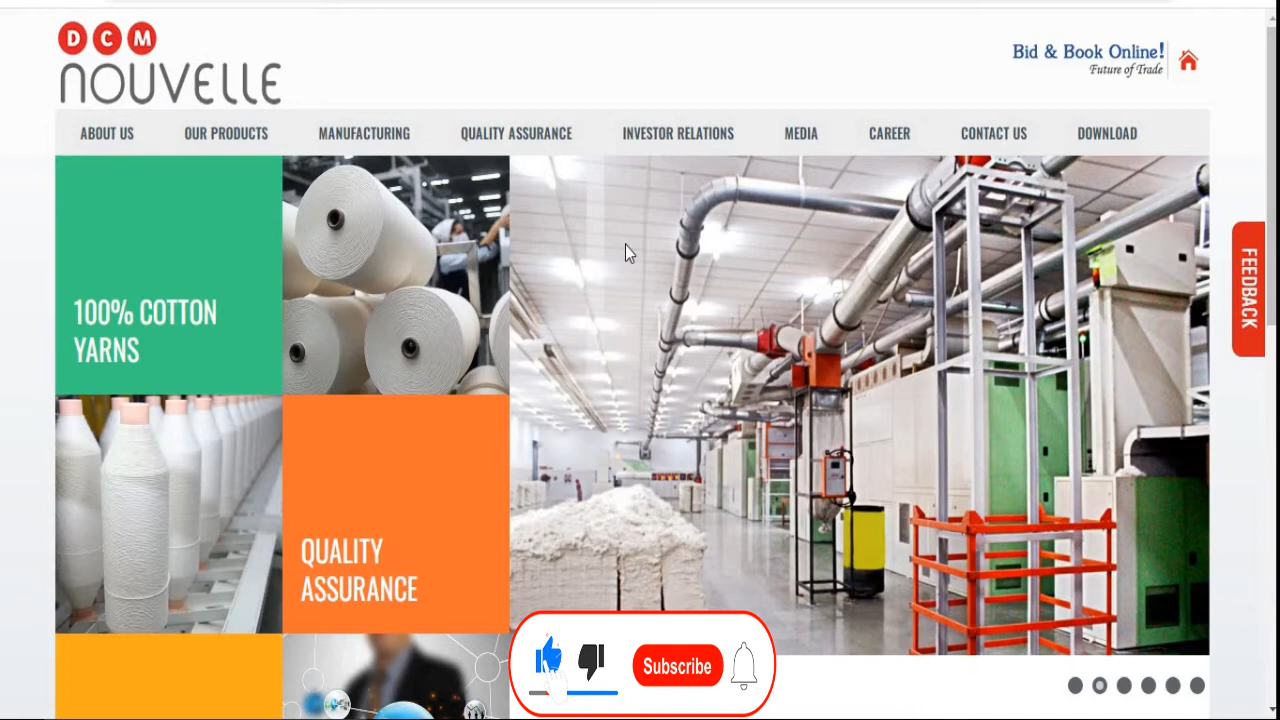 D C M
nouvelle
Bid & Book Online!
Future of Trade
ABOUT US OUR PRODUCTS MANUFACTURING QUALITY ASSURANCE INVESTOR RELATIONS MEDIA CAREER CONTACT US DOWNLOAD
100% COTTON
YARNS
FEEDBACK
QUALITY
ASSURANCE
Subscribe